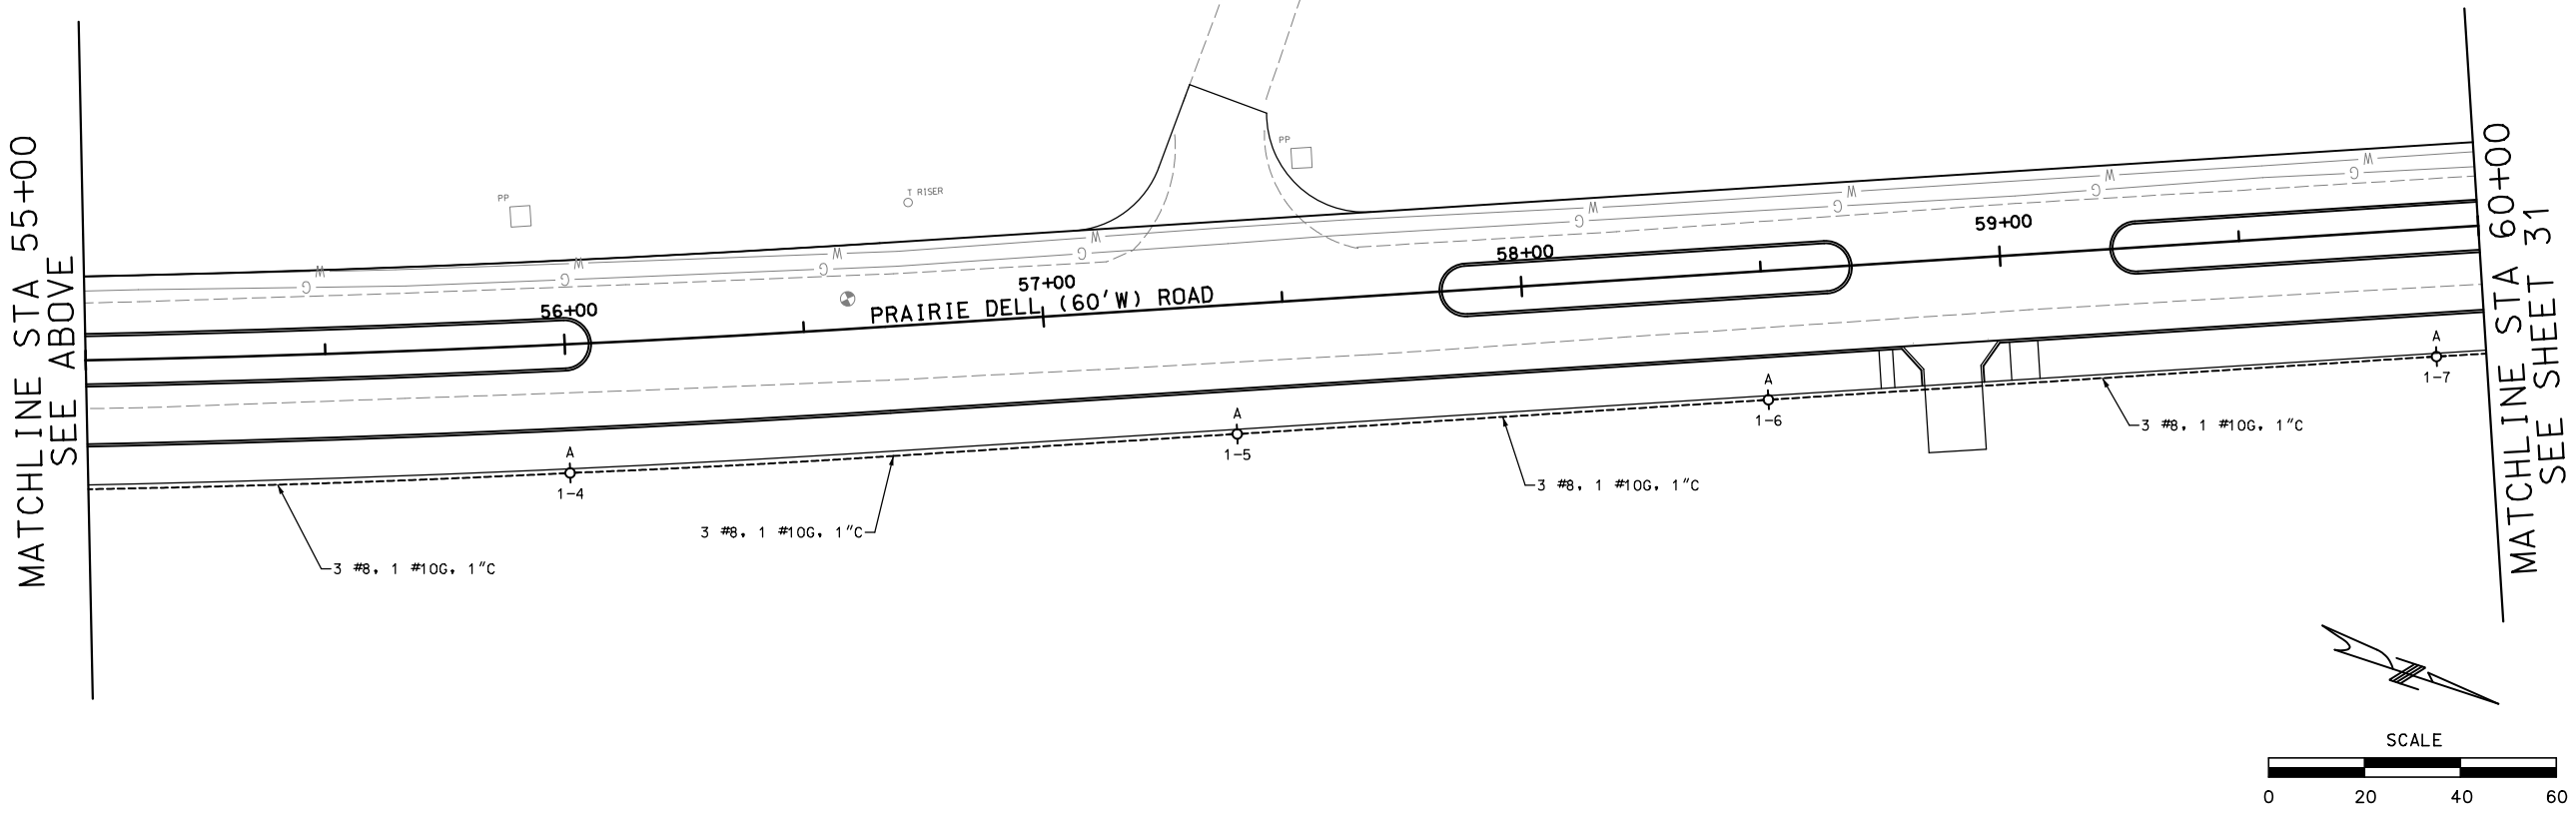 MATCHLINE STA 55+00
SEE ABOVE
PP
T RISER
PP
W
W
W
W
W
W
W
W
G
G
G
G
G
G
G
G
56+00
57+00
58+00
59+00
PRAIRIE DELL (60'W) ROAD
A
1-4
A
1-5
A
1-6
A
1-7
3 #8, 1 #10G, 1"C
3 #8, 1 #10G, 1"C
3 #8, 1 #10G, 1"C
3 #8, 1 #10G, 1"C
MATCHLINE STA 60+00
SEE SHEET 31
SCALE
0 20 40 60